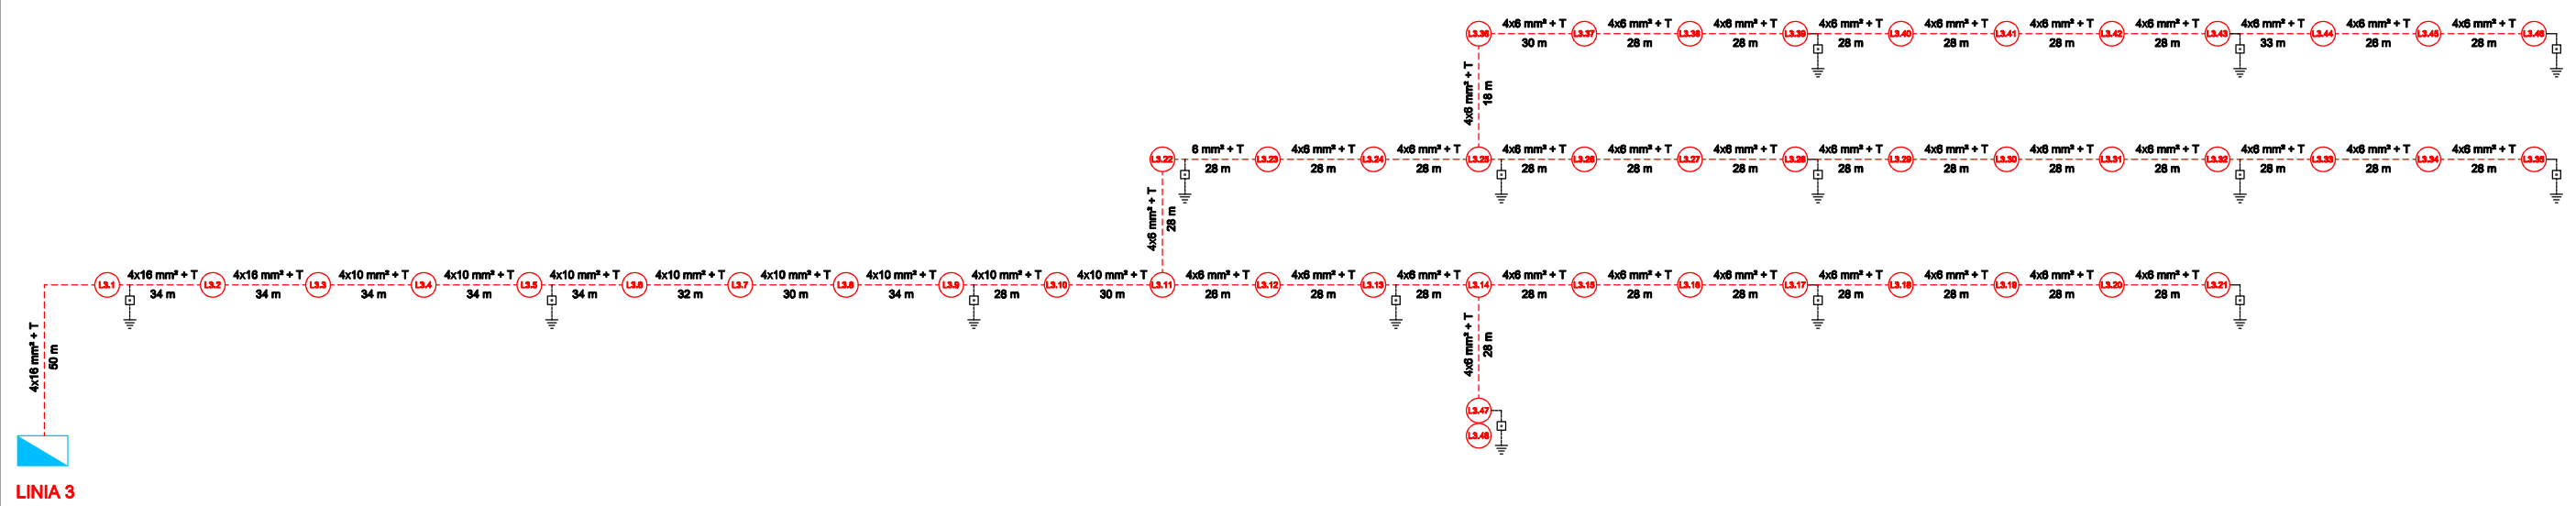 4x6 mm² + T 4x6 mm² + T 4x6 mm² + T 4x6 mm² + T 4x6 mm² + T 4x6 mm² + T 4x6 mm² + T 4x6 mm² + T 4x6 mm² + T 4x6 mm² + T
L3.36 L3.37 L3.38 L3.39 L3.40 L3.41 L3.42 L3.43 L3.44 L3.45 L3.46
30 m 28 m 28 m 28 m 28 m 28 m 28 m 33 m 28 m 28 m
4x6 mm² + T
18 m
6 mm² + T 4x6 mm² + T 4x6 mm² + T 4x6 mm² + T 4x6 mm² + T 4x6 mm² + T 4x6 mm² + T 4x6 mm² + T 4x6 mm² + T 4x6 mm² + T 4x6 mm² + T 4x6 mm² + T 4x6 mm² + T
L3.22 L3.23 L3.24 L3.25 L3.26 L3.27 L3.28 L3.29 L3.30 L3.31 L3.32 L3.33 L3.34 L3.35
28 m 28 m 28 m 28 m 28 m 28 m 28 m 28 m 28 m 28 m 28 m 28 m 28 m
4x6 mm² + T
28 m
4x16 mm² + T 4x16 mm² + T 4x10 mm² + T 4x10 mm² + T 4x10 mm² + T 4x10 mm² + T 4x10 mm² + T 4x10 mm² + T 4x10 mm² + T 4x10 mm² + T 4x6 mm² + T 4x6 mm² + T 4x6 mm² + T 4x6 mm² + T 4x6 mm² + T 4x6 mm² + T 4x6 mm² + T 4x6 mm² + T 4x6 mm² + T 4x6 mm² + T
L3.1 L3.2 L3.3 L3.4 L3.5 L3.6 L3.7 L3.8 L3.9 L3.10 L3.11 L3.12 L3.13 L3.14 L3.15 L3.16 L3.17 L3.18 L3.19 L3.20 L3.21
34 m 34 m 34 m 34 m 34 m 32 m 30 m 34 m 28 m 30 m 26 m 28 m 28 m 28 m 28 m 28 m 28 m 28 m 28 m 28 m
4x16 mm² + T
50 m
4x6 mm² + T
28 m
L3.47
L3.48
LINIA 3